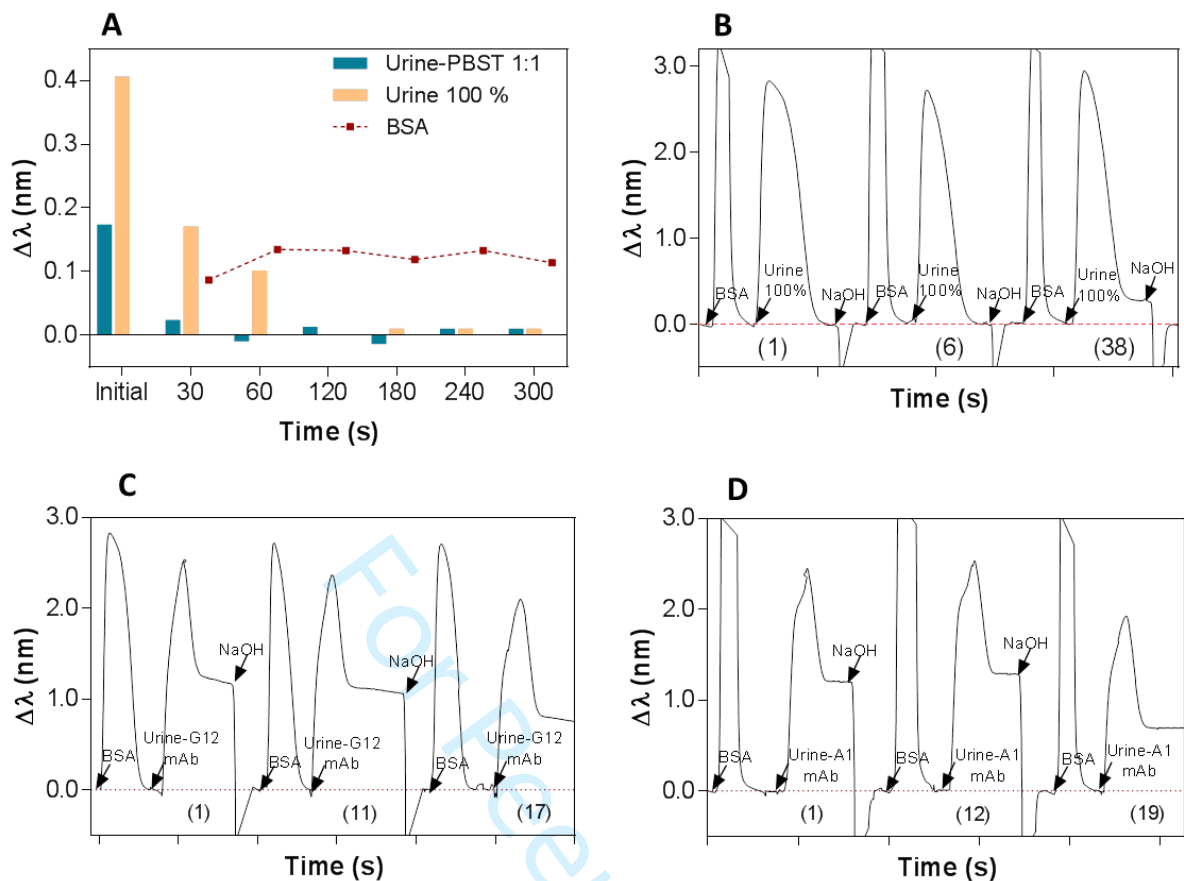 A
Urine-PBST 1:1
Urine 100 %
BSA
0.4
0.3
0.2
0.1
0.0
Δλ (nm)
Initial 30 60 120 180 240 300
Time (s)
B
3.0
2.0
1.0
0.0
Δλ (nm)
BSA
Urine
100%
NaOH
BSA
Urine
100%
NaOH
BSA
Urine
100%
NaOH
(1) (6) (38)
Time (s)
C
3.0
2.0
1.0
0.0
Δλ (nm)
BSA
Urine-G12
mAb
NaOH
BSA
Urine-G12
mAb
NaOH
BSA
Urine-G12
mAb
(1) (11) (17)
Time (s)
D
3.0
2.0
1.0
0.0
Δλ (nm)
BSA
Urine-A1
mAb
NaOH
BSA
Urine-A1
mAb
NaOH
BSA
Urine-A1
mAb
(1) (12) (19)
Time (s)
For Peer